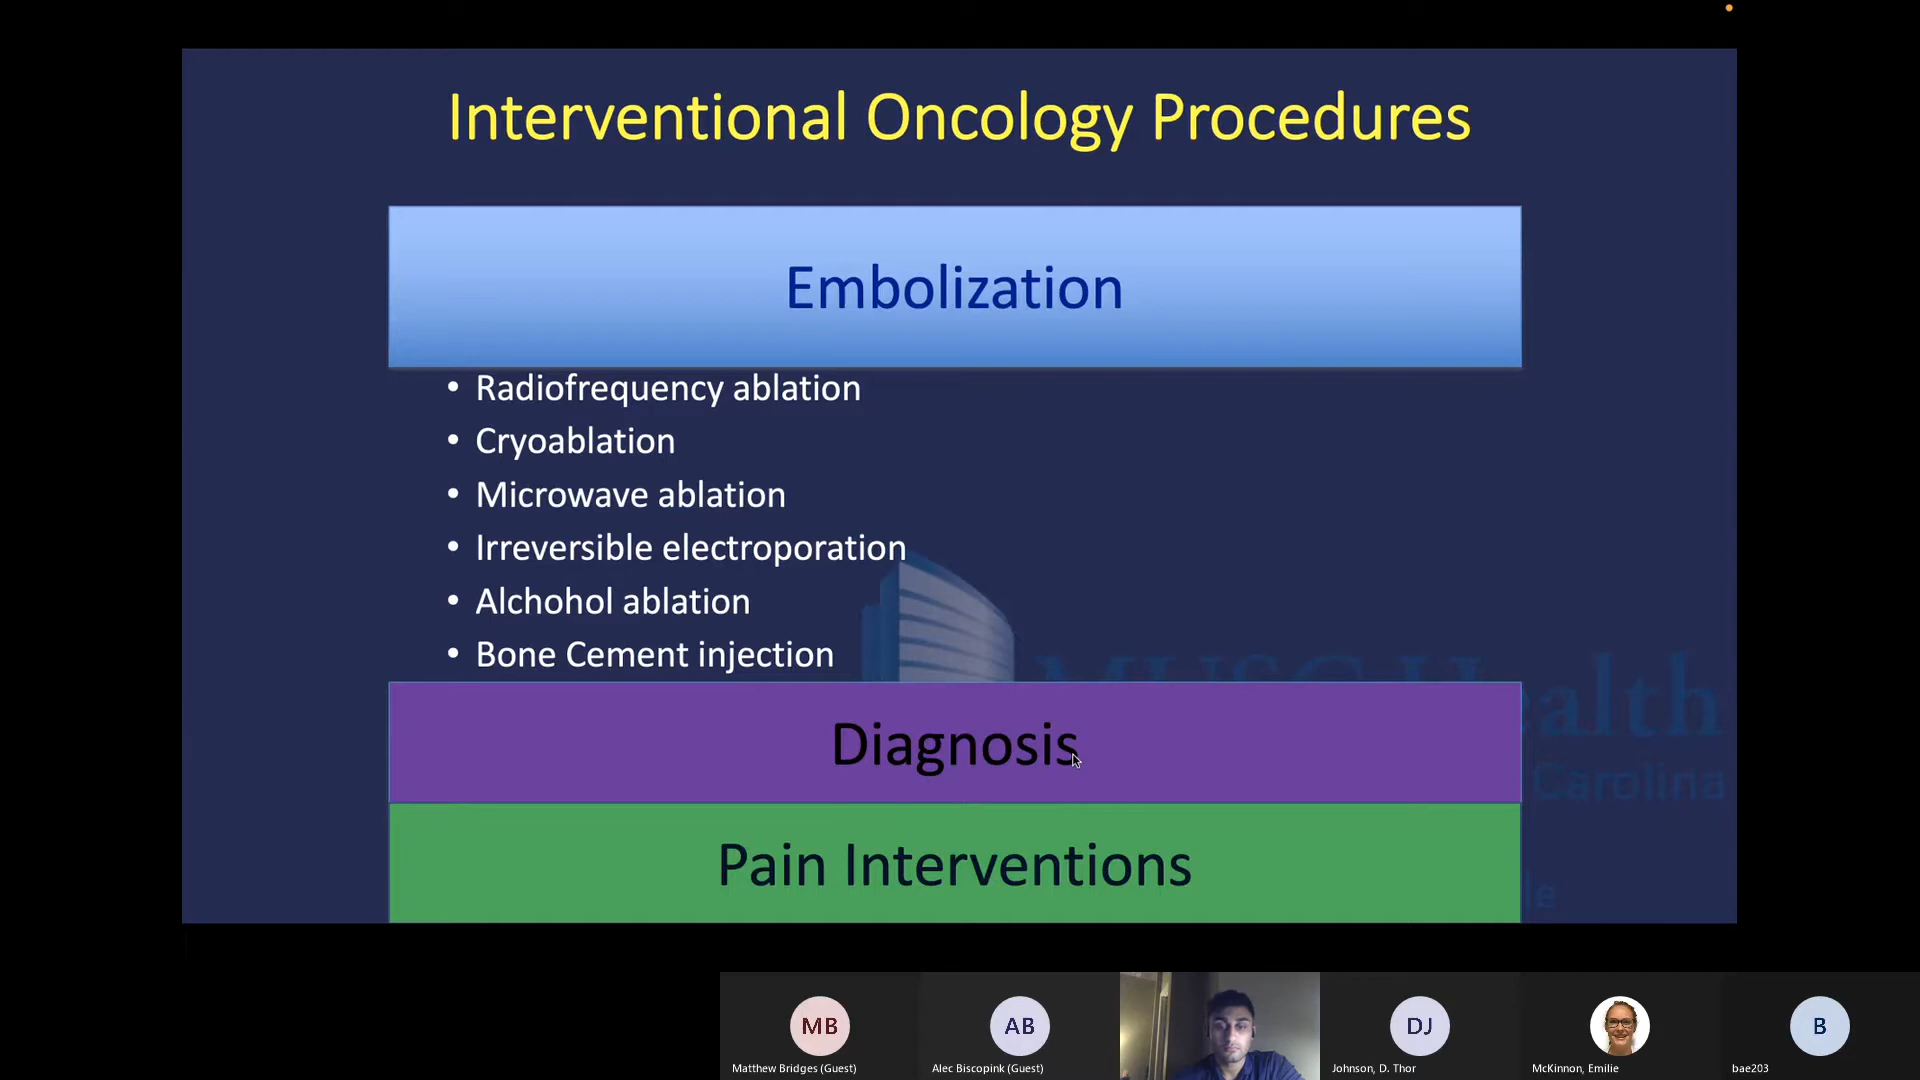 Interventional Oncology Procedures
Embolization
• Radiofrequency ablation
• Cryoablation
• Microwave ablation
• Irreversible electroporation
• Alchohol ablation
• Bone Cement injection
Diagnosis
Pain Interventions
Carolina
MB
AB
DJ
B
Matthew Bridges (Guest)
Alec Biscopink (Guest)
Johnson, D. Thor
McKinnon, Emilie
bae203